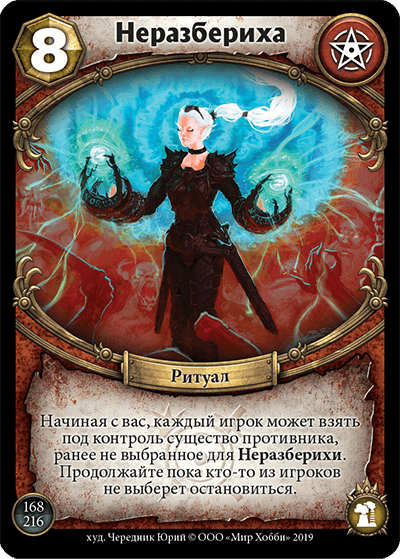 8
Неразбериха
Ритуал
Начиная с вас, каждый игрок может взять
под контроль существо противника,
ранее не выбранное для Неразберихи.
Продолжайте пока кто-то из игроков
не выберет остановиться.
168
216
худ. Чередник Юрий © ООО «Мир Хобби» 2019